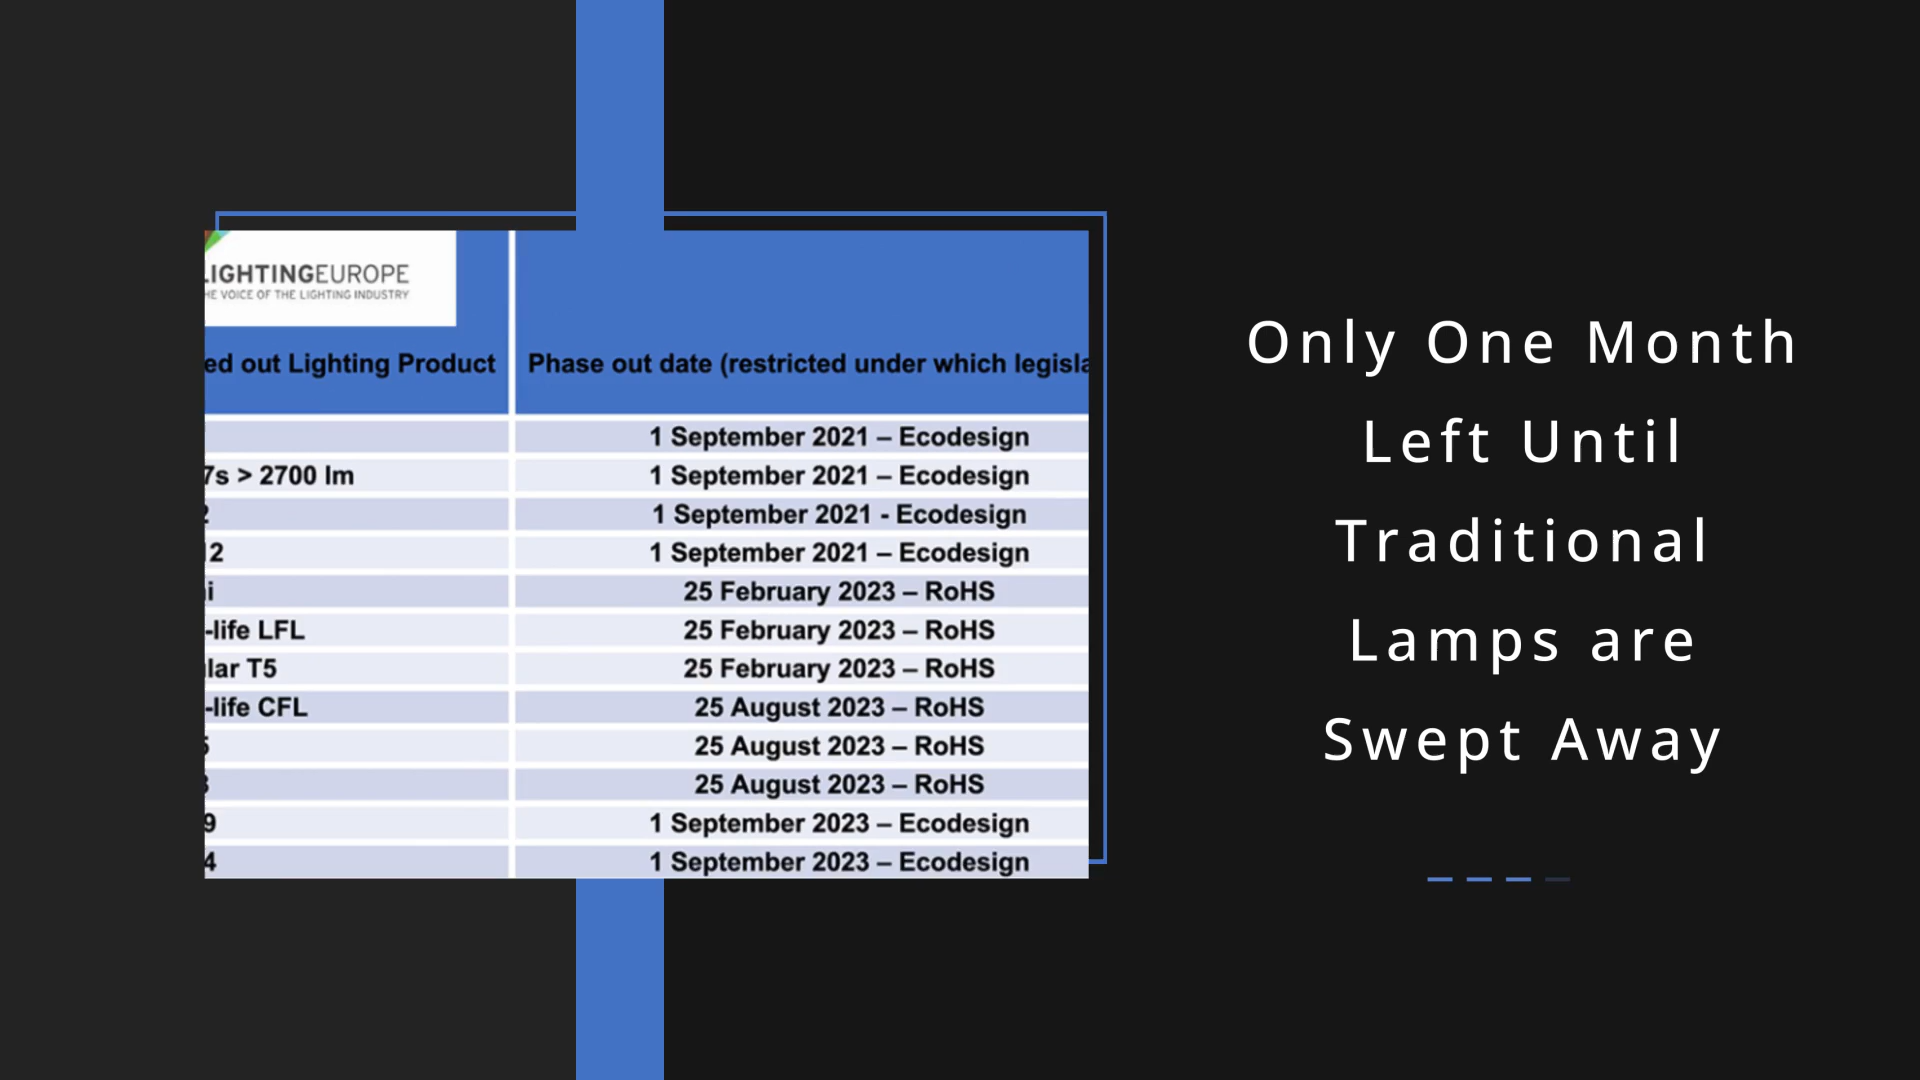 LIGHTINGEUROPE
THE VOICE OF THE LIGHTING INDUSTRY
ed out Lighting Product Phase out date (restricted under which legisla
1 September 2021 – Ecodesign
7s > 2700 lm 1 September 2021 – Ecodesign
2 1 September 2021 - Ecodesign
12 1 September 2021 – Ecodesign
i 25 February 2023 – RoHS
-life LFL 25 February 2023 – RoHS
lar T5 25 February 2023 – RoHS
-life CFL 25 August 2023 – RoHS
5 25 August 2023 – RoHS
25 August 2023 – RoHS
9 1 September 2023 – Ecodesign
4 1 September 2023 – Ecodesign
Only One Month
Left Until
Traditional
Lamps are
Swept Away